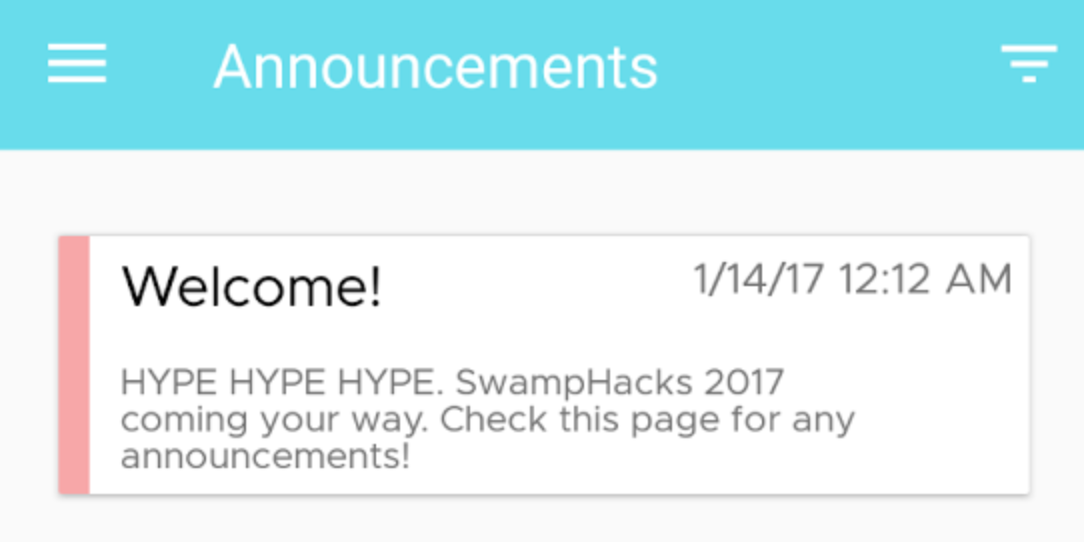 Announcements
Welcome!
1/14/17 12:12 AM
HYPE HYPE HYPE. SwampHacks 2017
coming your way. Check this page for any
announcements!